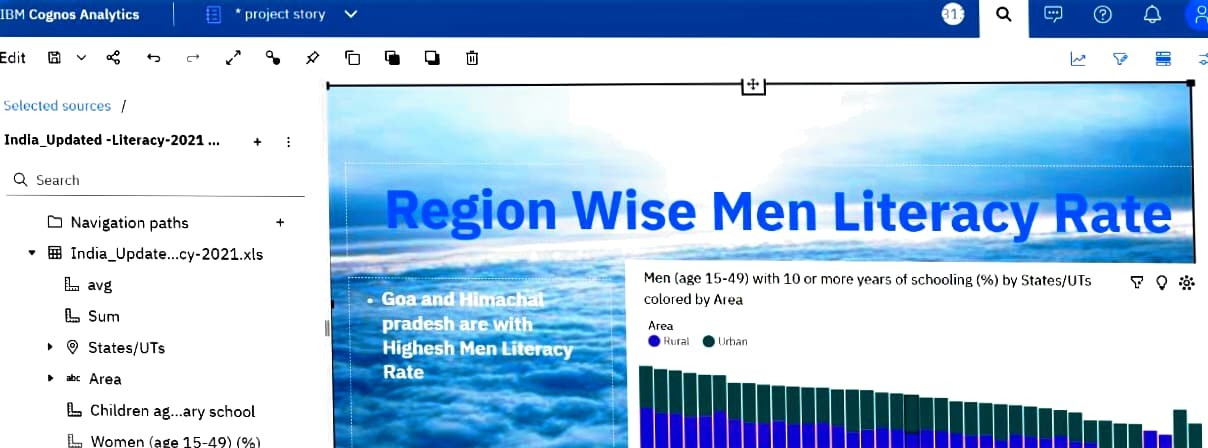 IBM Cognos Analytics
* project story
Edit
Selected sources /
India_Updated -Literacy-2021 ...
Search
Navigation paths
India_Update...cy-2021.xls
avg
Sum
States/UTs
abc Area
Children ag...ary school
Women (age 15-49) (%)
Region Wise Men Literacy Rate
• Goa and Himachal
pradesh are with
Highesh Men Literacy
Rate
Men (age 15-49) with 10 or more years of schooling (%) by States/UTs
colored by Area
Area
Rural Urban